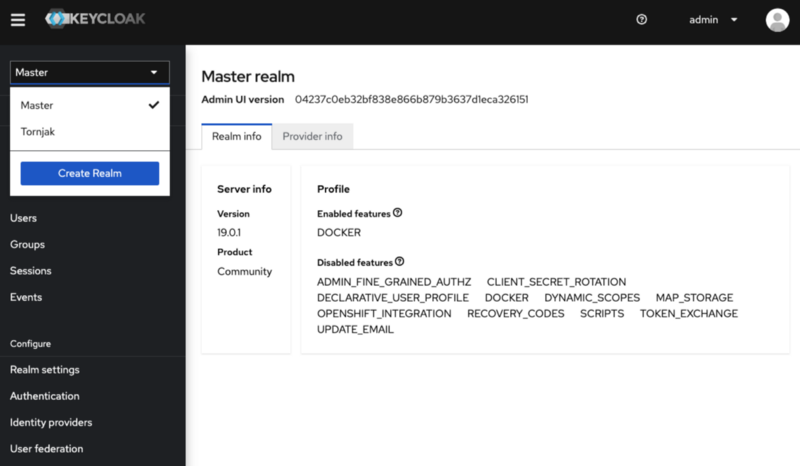 KEYCLOAK
admin
Master
Master
Tornjak
Create Realm
Users
Groups
Sessions
Events
Configure
Realm settings
Authentication
Identity providers
User federation
Master realm
Admin UI version 04237c0eb32bf838e866b879b3637d1eca326151
Realm info Provider info
Server info
Version
19.0.1
Product
Community
Profile
Enabled features
DOCKER
Disabled features
ADMIN_FINE_GRAINED_AUTHZ CLIENT_SECRET_ROTATION
DECLARATIVE_USER_PROFILE DOCKER DYNAMIC_SCOPES MAP_STORAGE
OPENSHIFT_INTEGRATION RECOVERY_CODES SCRIPTS TOKEN_EXCHANGE
UPDATE_EMAIL